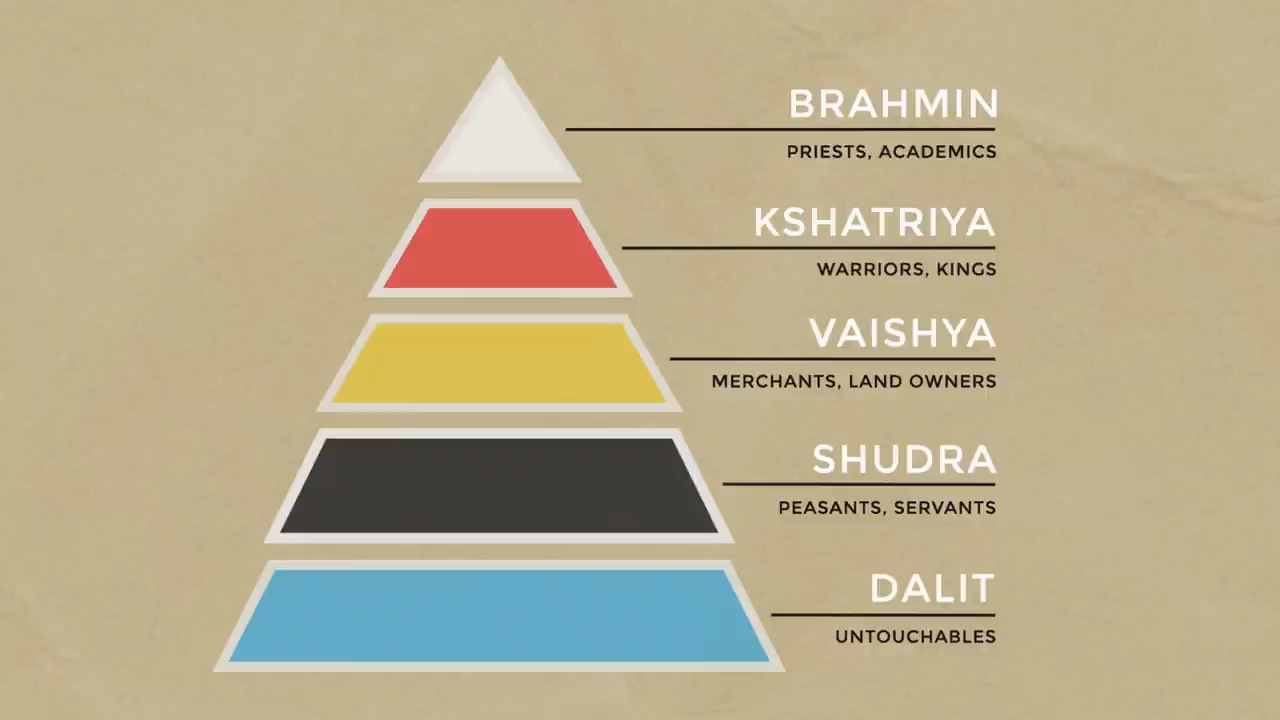 BRAHMIN
PRIESTS, ACADEMICS
KSHATRIYA
WARRIORS, KINGS
VAISHYA
MERCHANTS, LAND OWNERS
SHUDRA
PEASANTS, SERVANTS
DALIT
UNTOUCHABLES